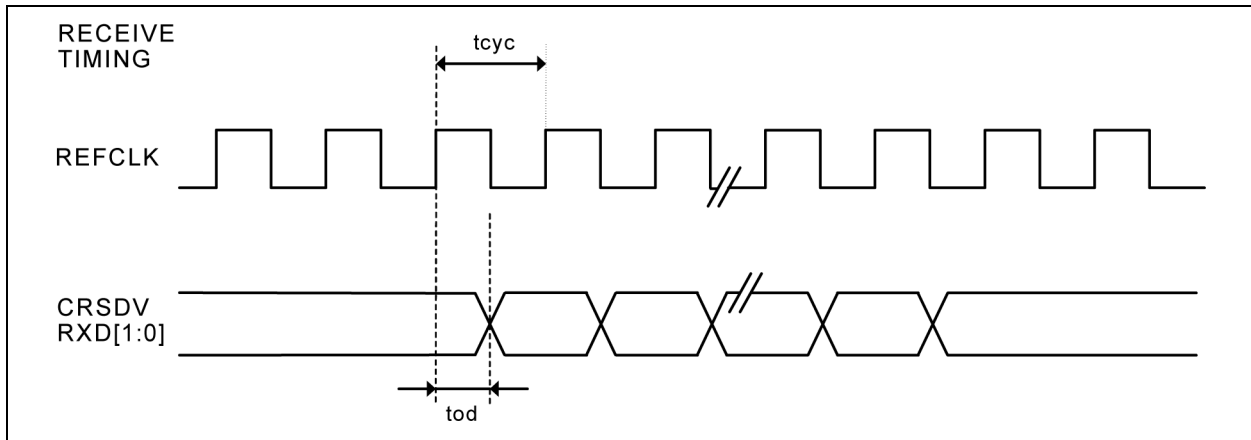 RECEIVE
TIMING
tcyc
REFCLK
CRSDV
RXD[1:0]
tod